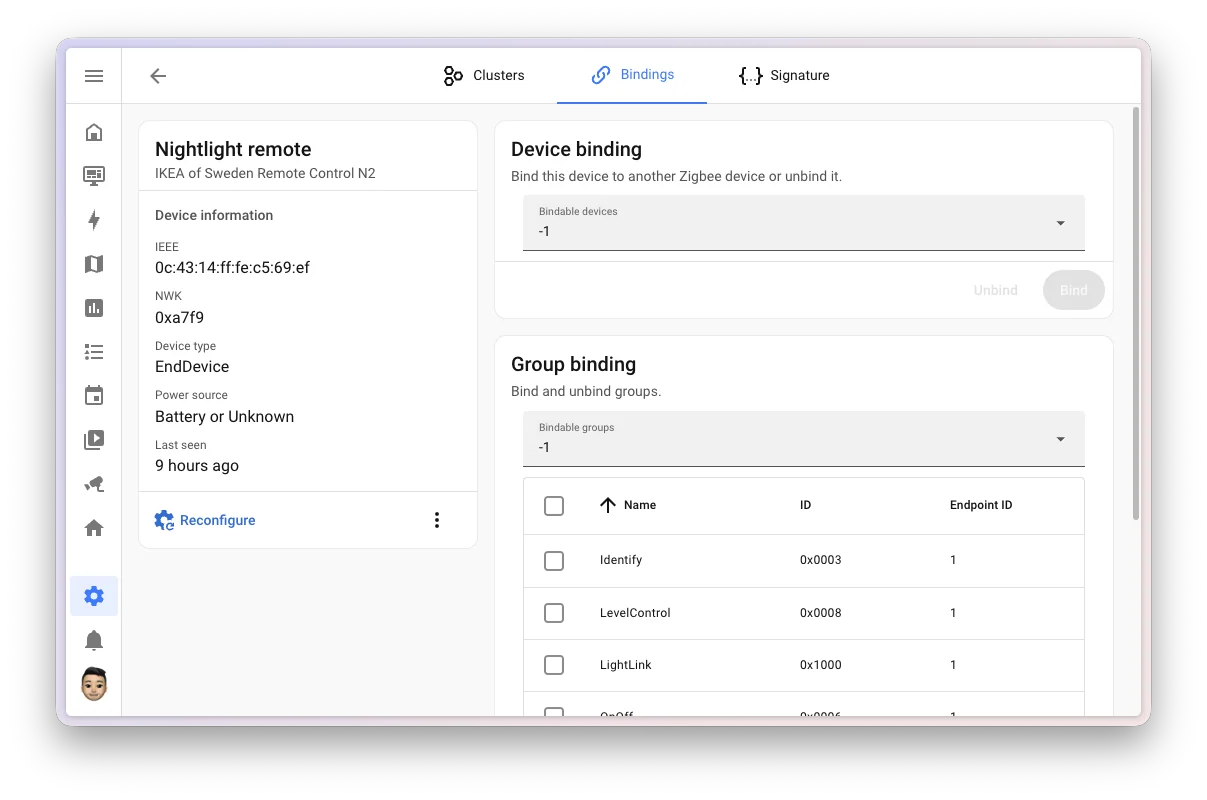 Clusters
Bindings
{...} Signature
Nightlight remote
IKEA of Sweden Remote Control N2
Device information
IEEE
0c:43:14:ff:fe:c5:69:ef
NWK
0xa7f9
Device type
EndDevice
Power source
Battery or Unknown
Last seen
9 hours ago
Reconfigure
Device binding
Bind this device to another Zigbee device or unbind it.
Bindable devices
-1
Unbind Bind
Group binding
Bind and unbind groups.
Bindable groups
-1
Name ID Endpoint ID
Identify 0x0003 1
LevelControl 0x0008 1
LightLink 0x1000 1
OnOff 0x0006 1